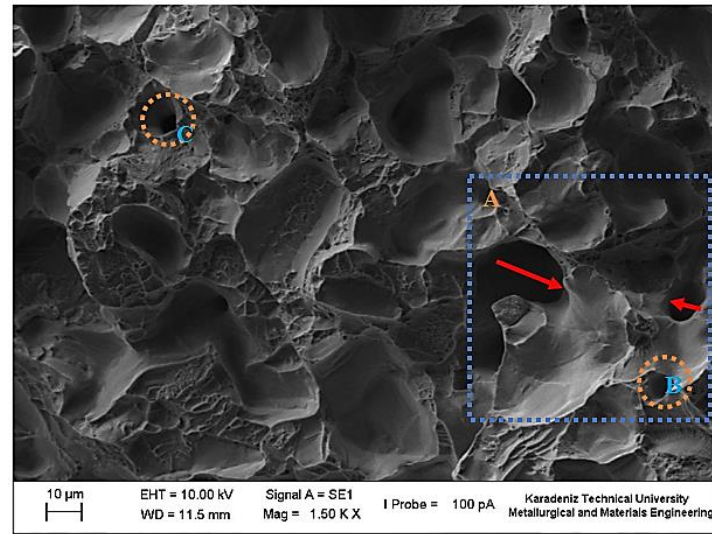 C
A
B
10 µm
EHT = 10.00 kV
WD = 11.5 mm
Signal A = SE1
Mag = 1.50 K X
I Probe = 100 pA
Karadeniz Technical University
Metallurgical and Materials Engineering